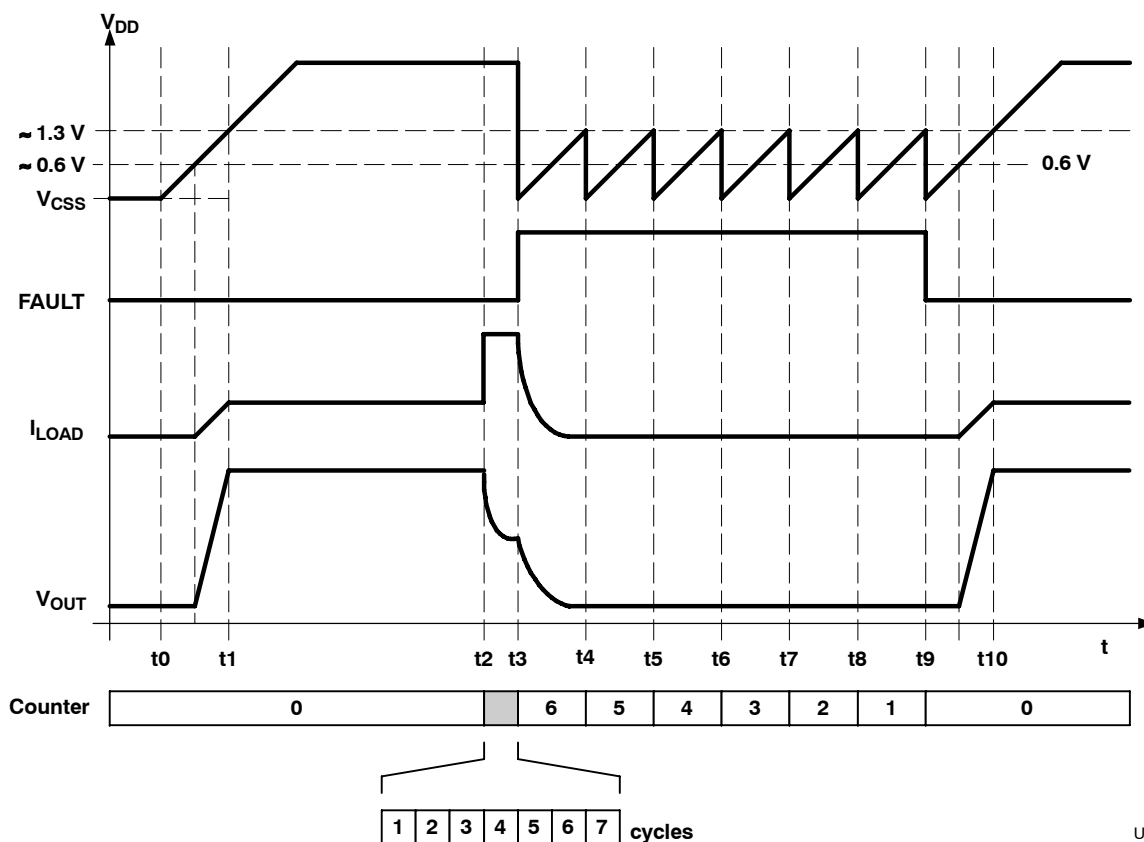 VDD
≈ 1.3 V
≈ 0.6 V
0.6 V
VCSS
FAULT
ILOAD
VOUT
t0 t1 t2 t3 t4 t5 t6 t7 t8 t9 t10 t
Counter 0 6 5 4 3 2 1 0
1 2 3 4 5 6 7 cycles
U